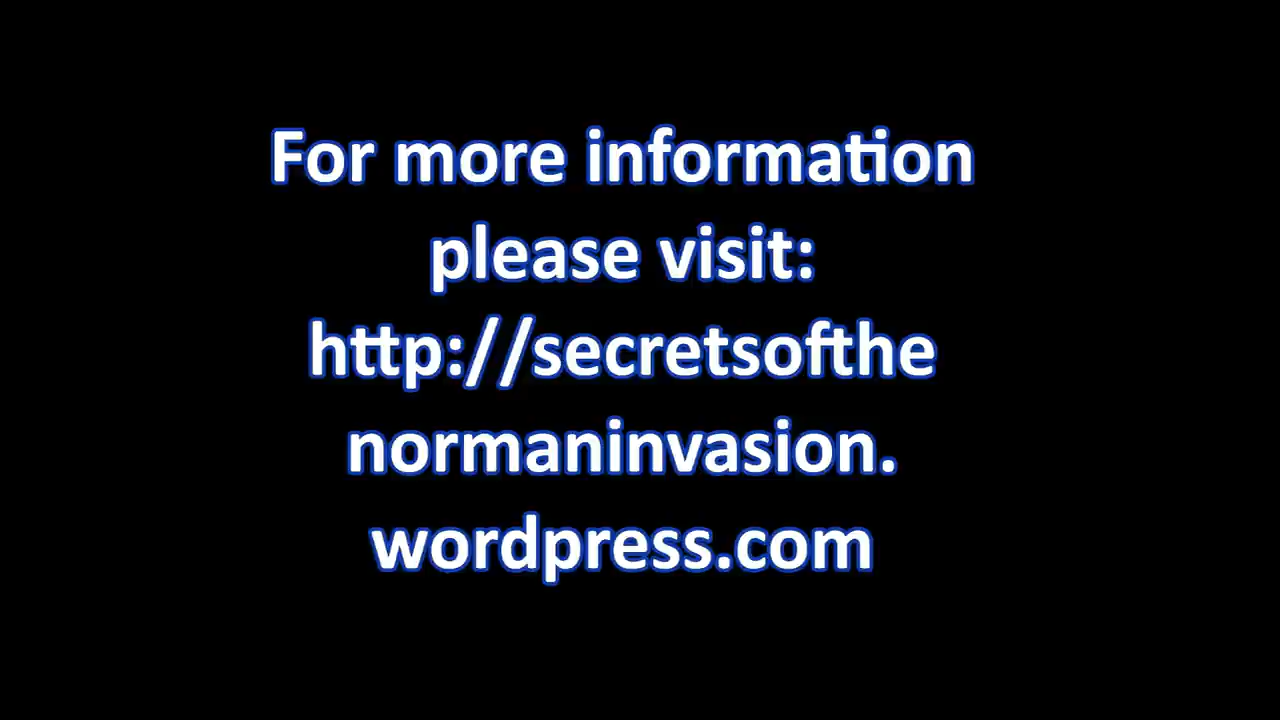 For more information
please visit:
http://secretsofthe
normaninvasion.
wordpress.com